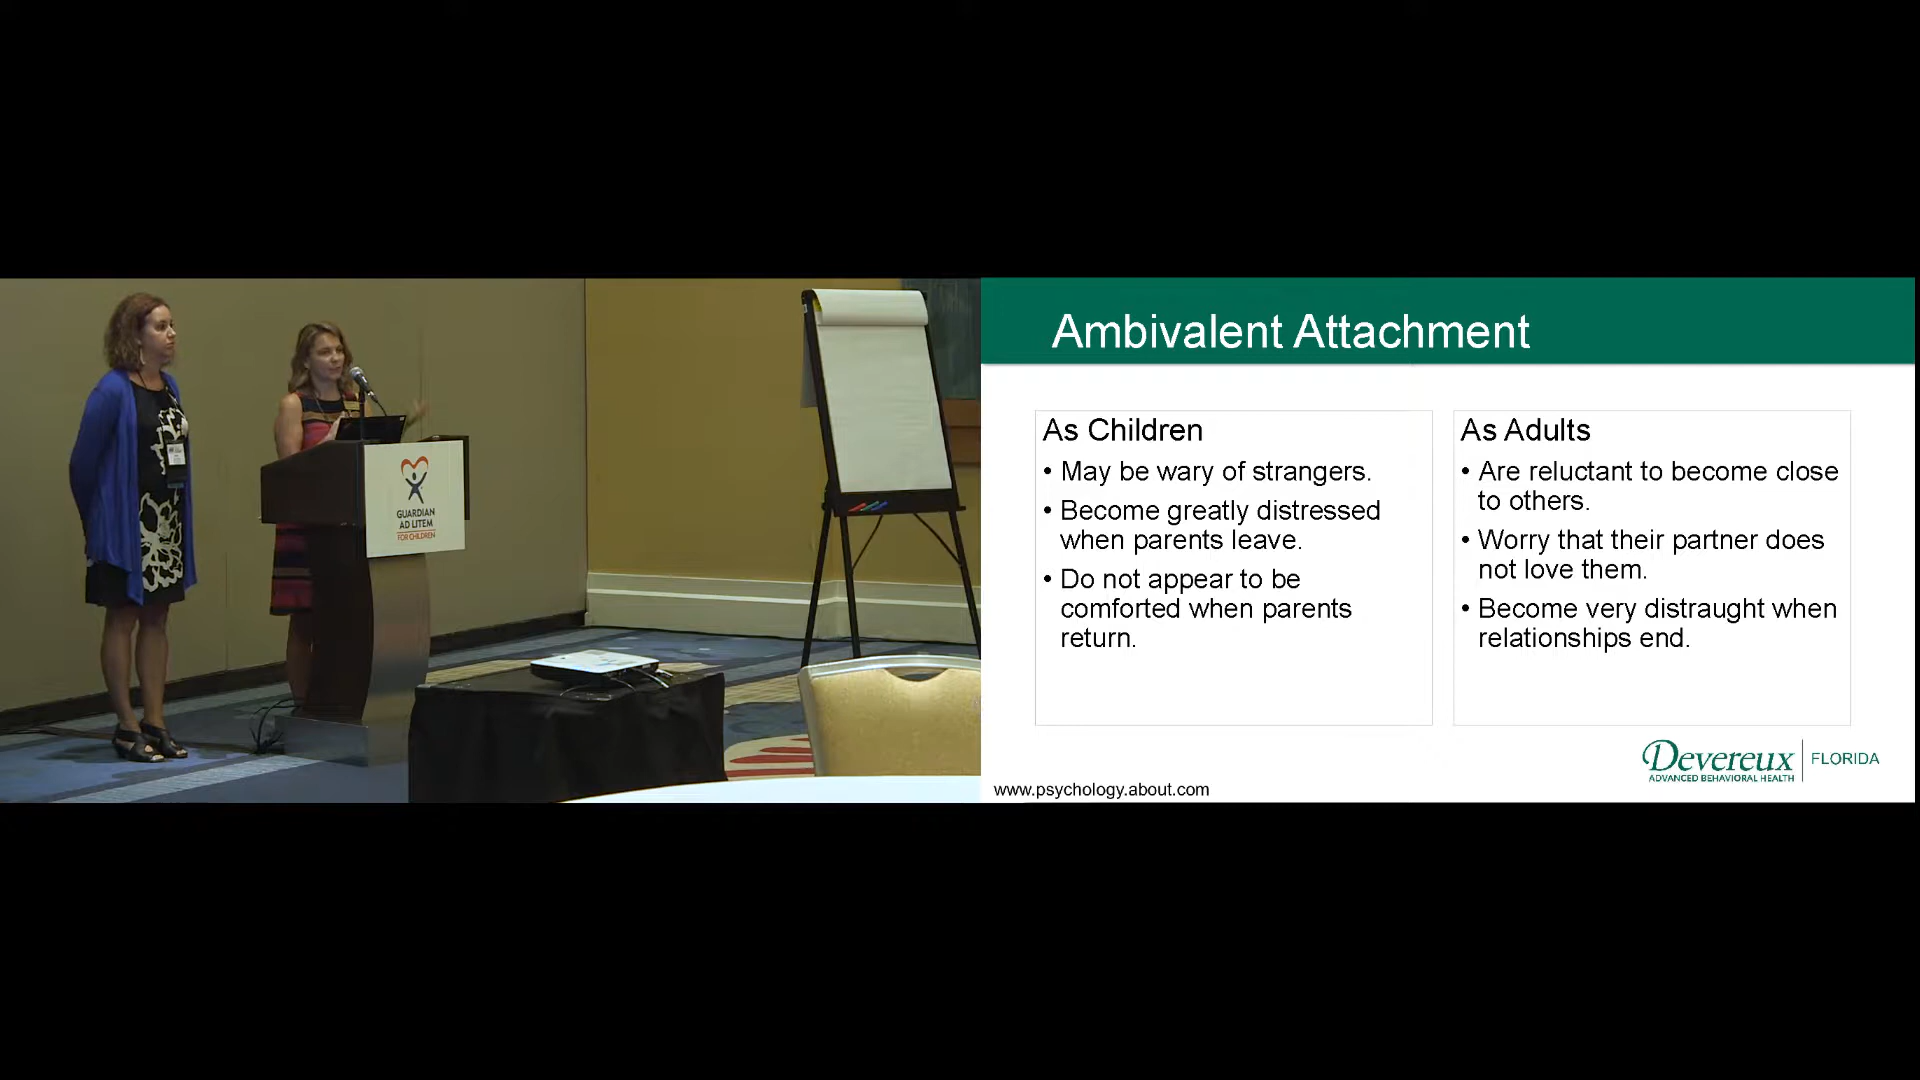 GUARDIAN
AD LITEM
FOR CHILDREN
Ambivalent Attachment
As Children
• May be wary of strangers.
• Become greatly distressed
when parents leave.
• Do not appear to be
comforted when parents
return.
As Adults
• Are reluctant to become close
to others.
• Worry that their partner does
not love them.
• Become very distraught when
relationships end.
Devereux
ADVANCED BEHAVIORAL HEALTH
FLORIDA
www.psychology.about.com